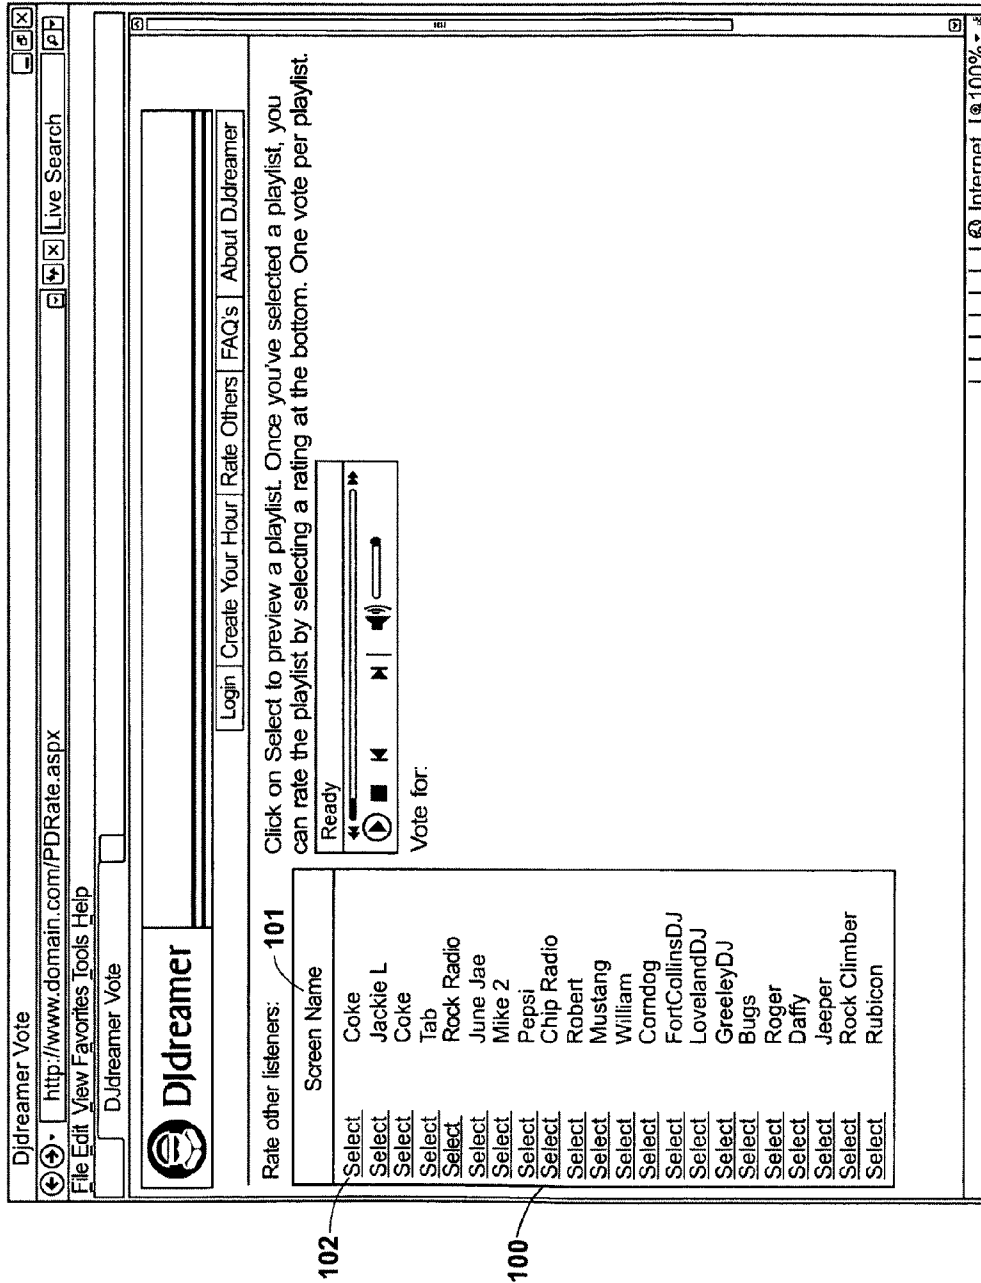 Djdreamer Vote
http://www.domain.com/PDRate.aspx
Live Search
File Edit View Favorites Tools Help
DJdreamer Vote
DJdreamer
Login Create Your Hour Rate Others FAQ's About DJdreamer
Rate other listeners:
101
Click on Select to preview a playlist. Once you've selected a playlist, you
can rate the playlist by selecting a rating at the bottom. One vote per playlist.
Screen Name
Ready
Vote for:
102
100
Select Coke
Select Jackie L
Select Coke
Select Tab
Select Rock Radio
Select June Jae
Select Mike 2
Select Pepsi
Select Chip Radio
Select Robert
Select Mustang
Select William
Select Corndog
Select FortCollinsDJ
Select LovelandDJ
Select GreeleyDJ
Select Bugs
Select Roger
Select Daffy
Select Jeeper
Select Rock Climber
Select Rubicon
Internet 100%